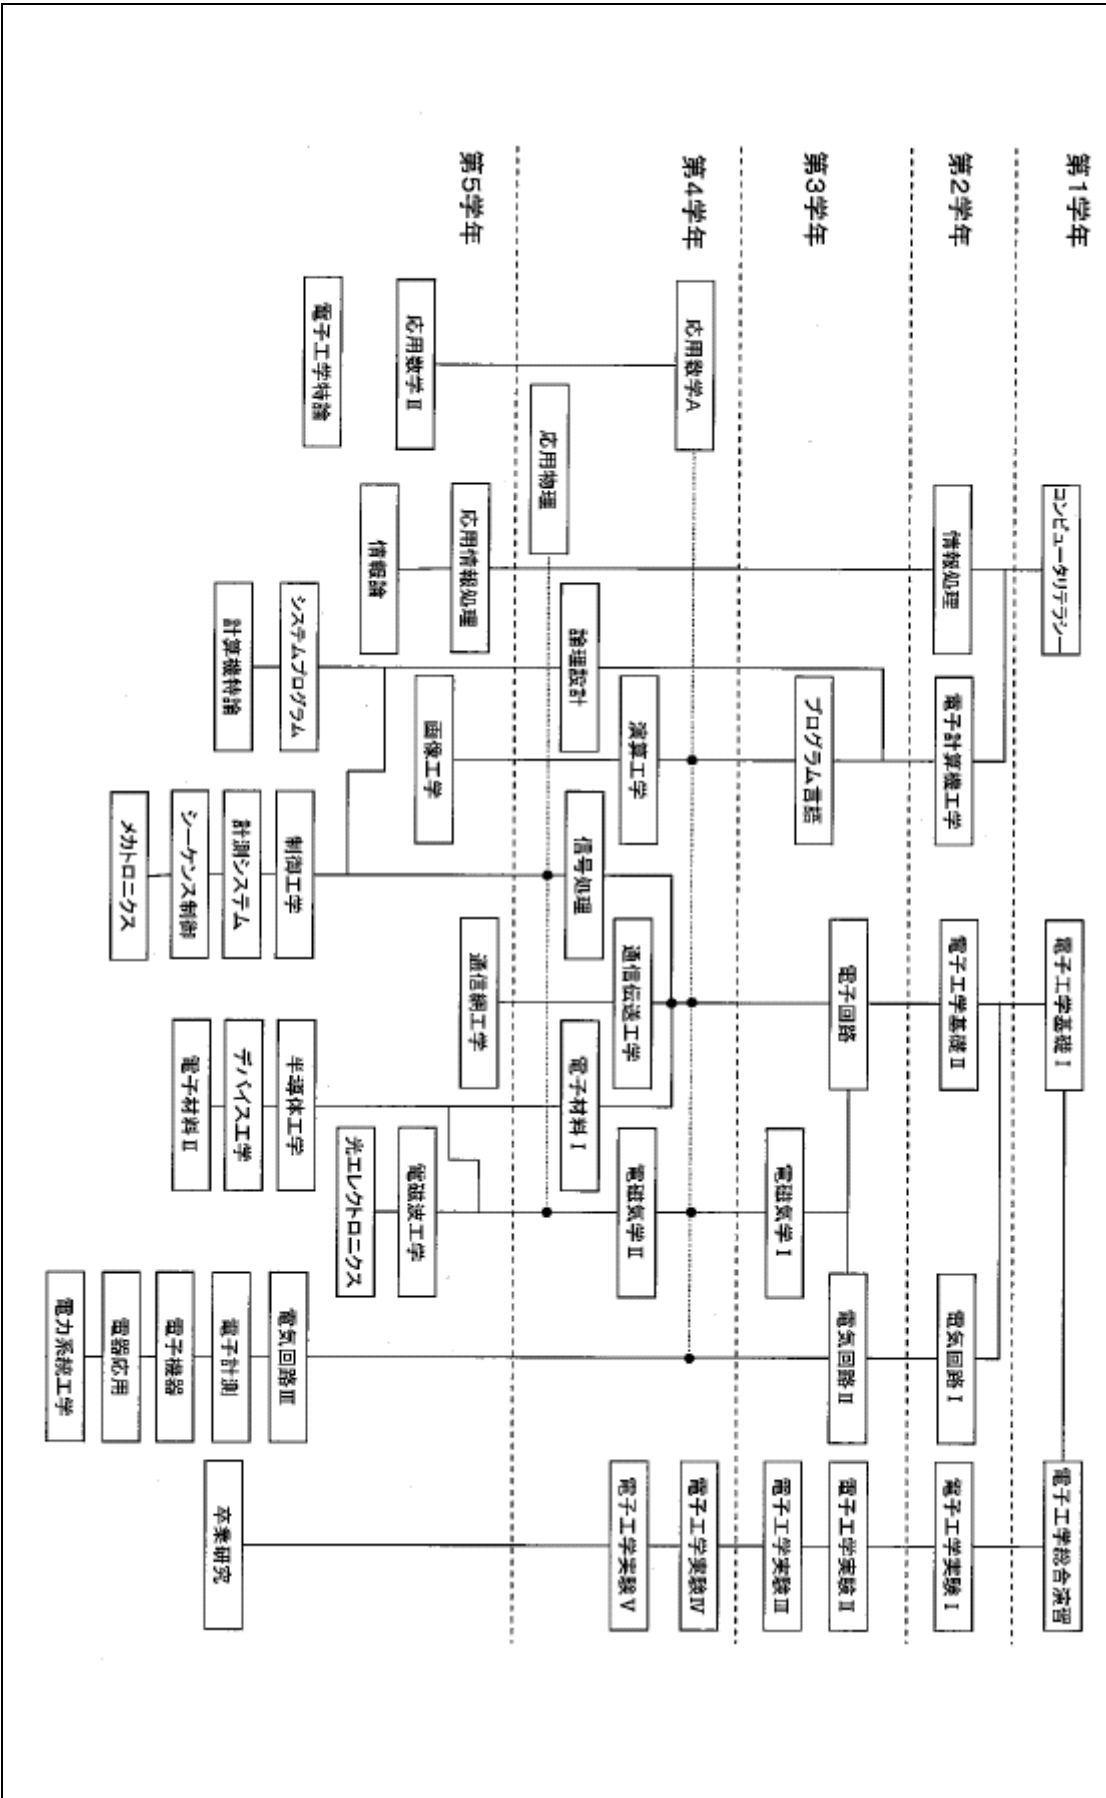 第1学年
コンピュータリテラシー
電子工学基礎Ⅰ
電子工学総合演習
第2学年
情報処理
電子計算機工学
電子工学基礎Ⅱ
電気回路Ⅰ
電子工学実験Ⅰ
第3学年
プログラム言語
電子回路
電磁気学Ⅰ
電気回路Ⅱ
電子工学実験Ⅱ
電子工学実験Ⅲ
第4学年
応用数学A
応用物理
論理設計
演算工学
信号処理
通信伝送工学
電子材料Ⅰ
電磁気学Ⅱ
電子工学実験Ⅳ
電子工学実験Ⅴ
第5学年
応用数学Ⅱ
電子工学特論
応用情報処理
情報論
システムプログラム
計算機特論
画像工学
制御工学
計測システム
シーケンス制御
メカトロニクス
通信網工学
半導体工学
デバイス工学
電子材料Ⅱ
電磁波工学
光エレクトロニクス
電気回路Ⅲ
電子計測
電子機器
電器応用
電力系統工学
卒業研究